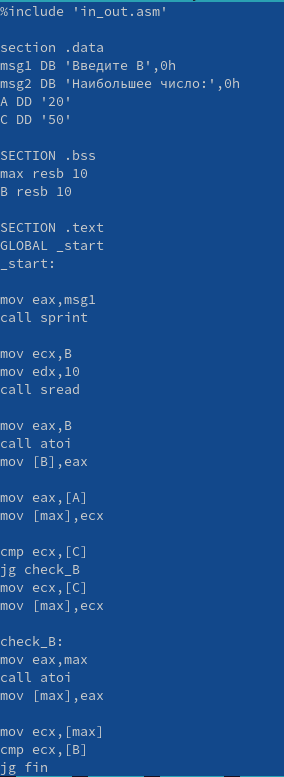 %include 'in_out.asm'

section .data
msg1 DB 'Введите В',0h
msg2 DB 'Наибольшее число:',0h
A DD '20'
C DD '50'

SECTION .bss
max resb 10
B resb 10

SECTION .text
GLOBAL _start
_start:

mov eax,msg1
call sprint

mov ecx,B
mov edx,10
call sread

mov eax,B
call atoi
mov [B],eax

mov eax,[A]
mov [max],ecx

cmp ecx,[C]
jg check_B
mov ecx,[C]
mov [max],ecx

check_B:
mov eax,max
call atoi
mov [max],eax

mov ecx,[max]
cmp ecx,[B]
jg fin